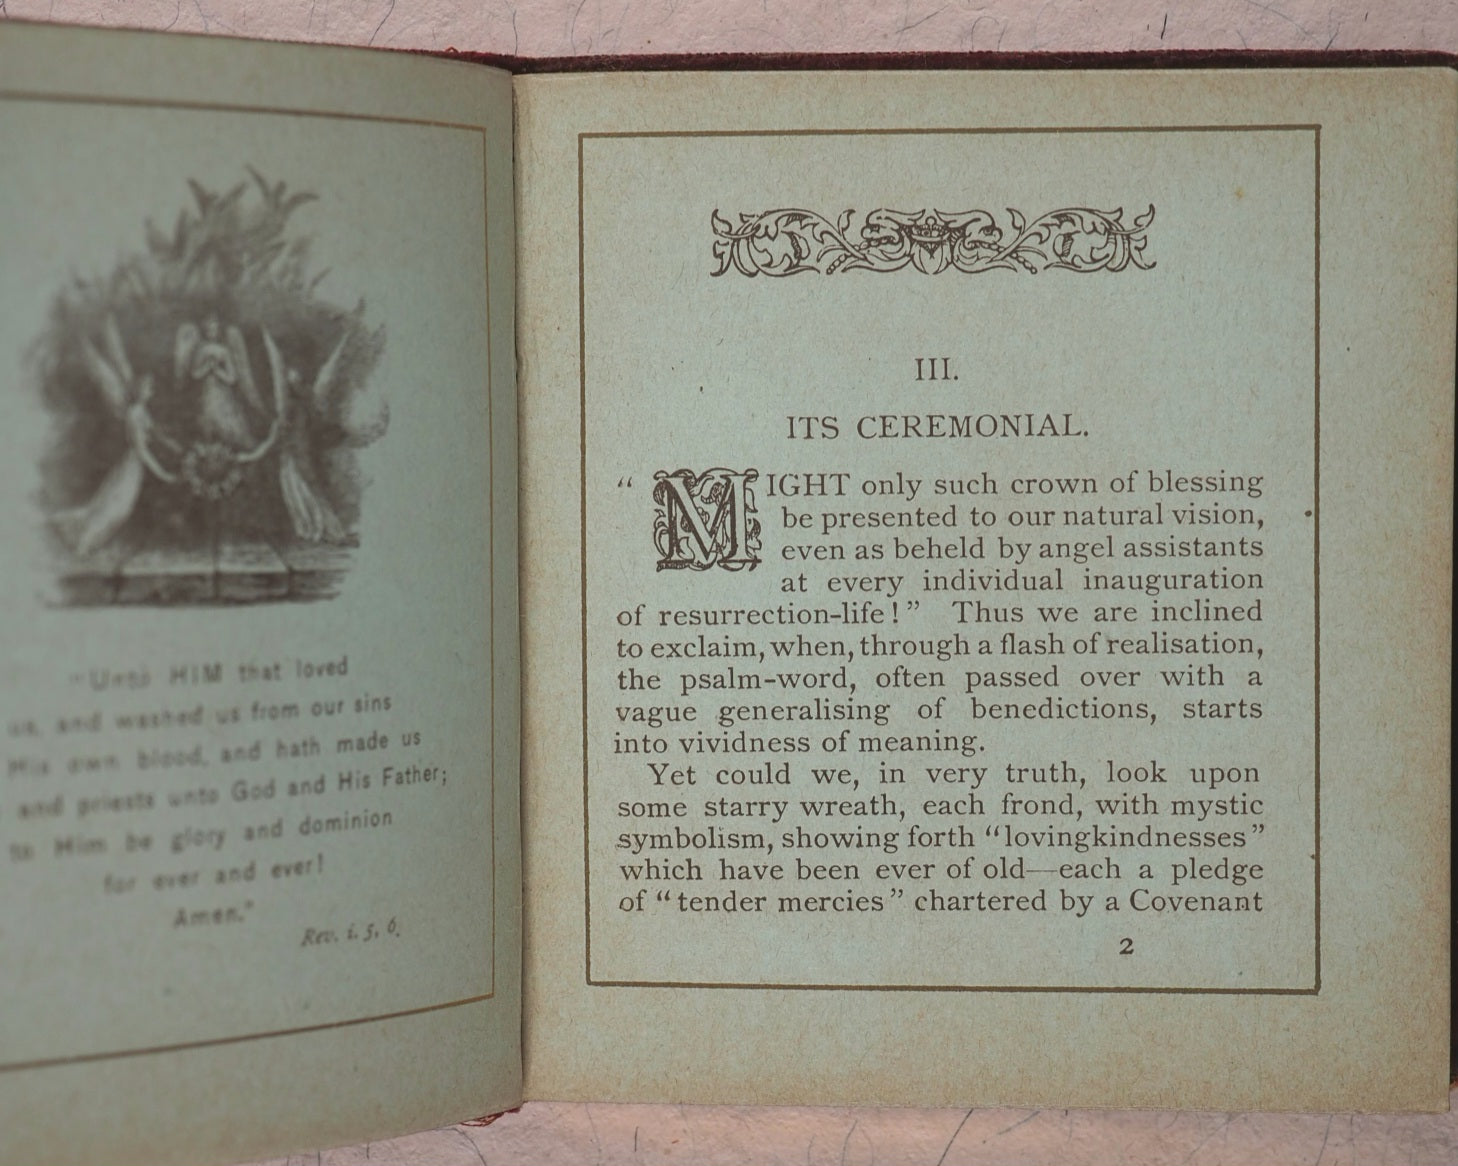 "Unto HIM that loved
us, and washed us from our sins
His own blood, and hath made us
and priests unto God and His Father;
to Him be glory and dominion
for ever and ever!
Amen."
Rev. i. 5, 6.
III.
ITS CEREMONIAL.
"MIGHT only such crown of blessing
be presented to our natural vision,
even as beheld by angel assistants
at every individual inauguration
of resurrection-life!" Thus we are inclined
to exclaim, when, through a flash of realisation,
the psalm-word, often passed over with a
vague generalising of benedictions, starts
into vividness of meaning.
Yet could we, in very truth, look upon
some starry wreath, each frond, with mystic
symbolism, showing forth "lovingkindnesses"
which have been ever of old—each a pledge
of "tender mercies" chartered by a Covenant
2